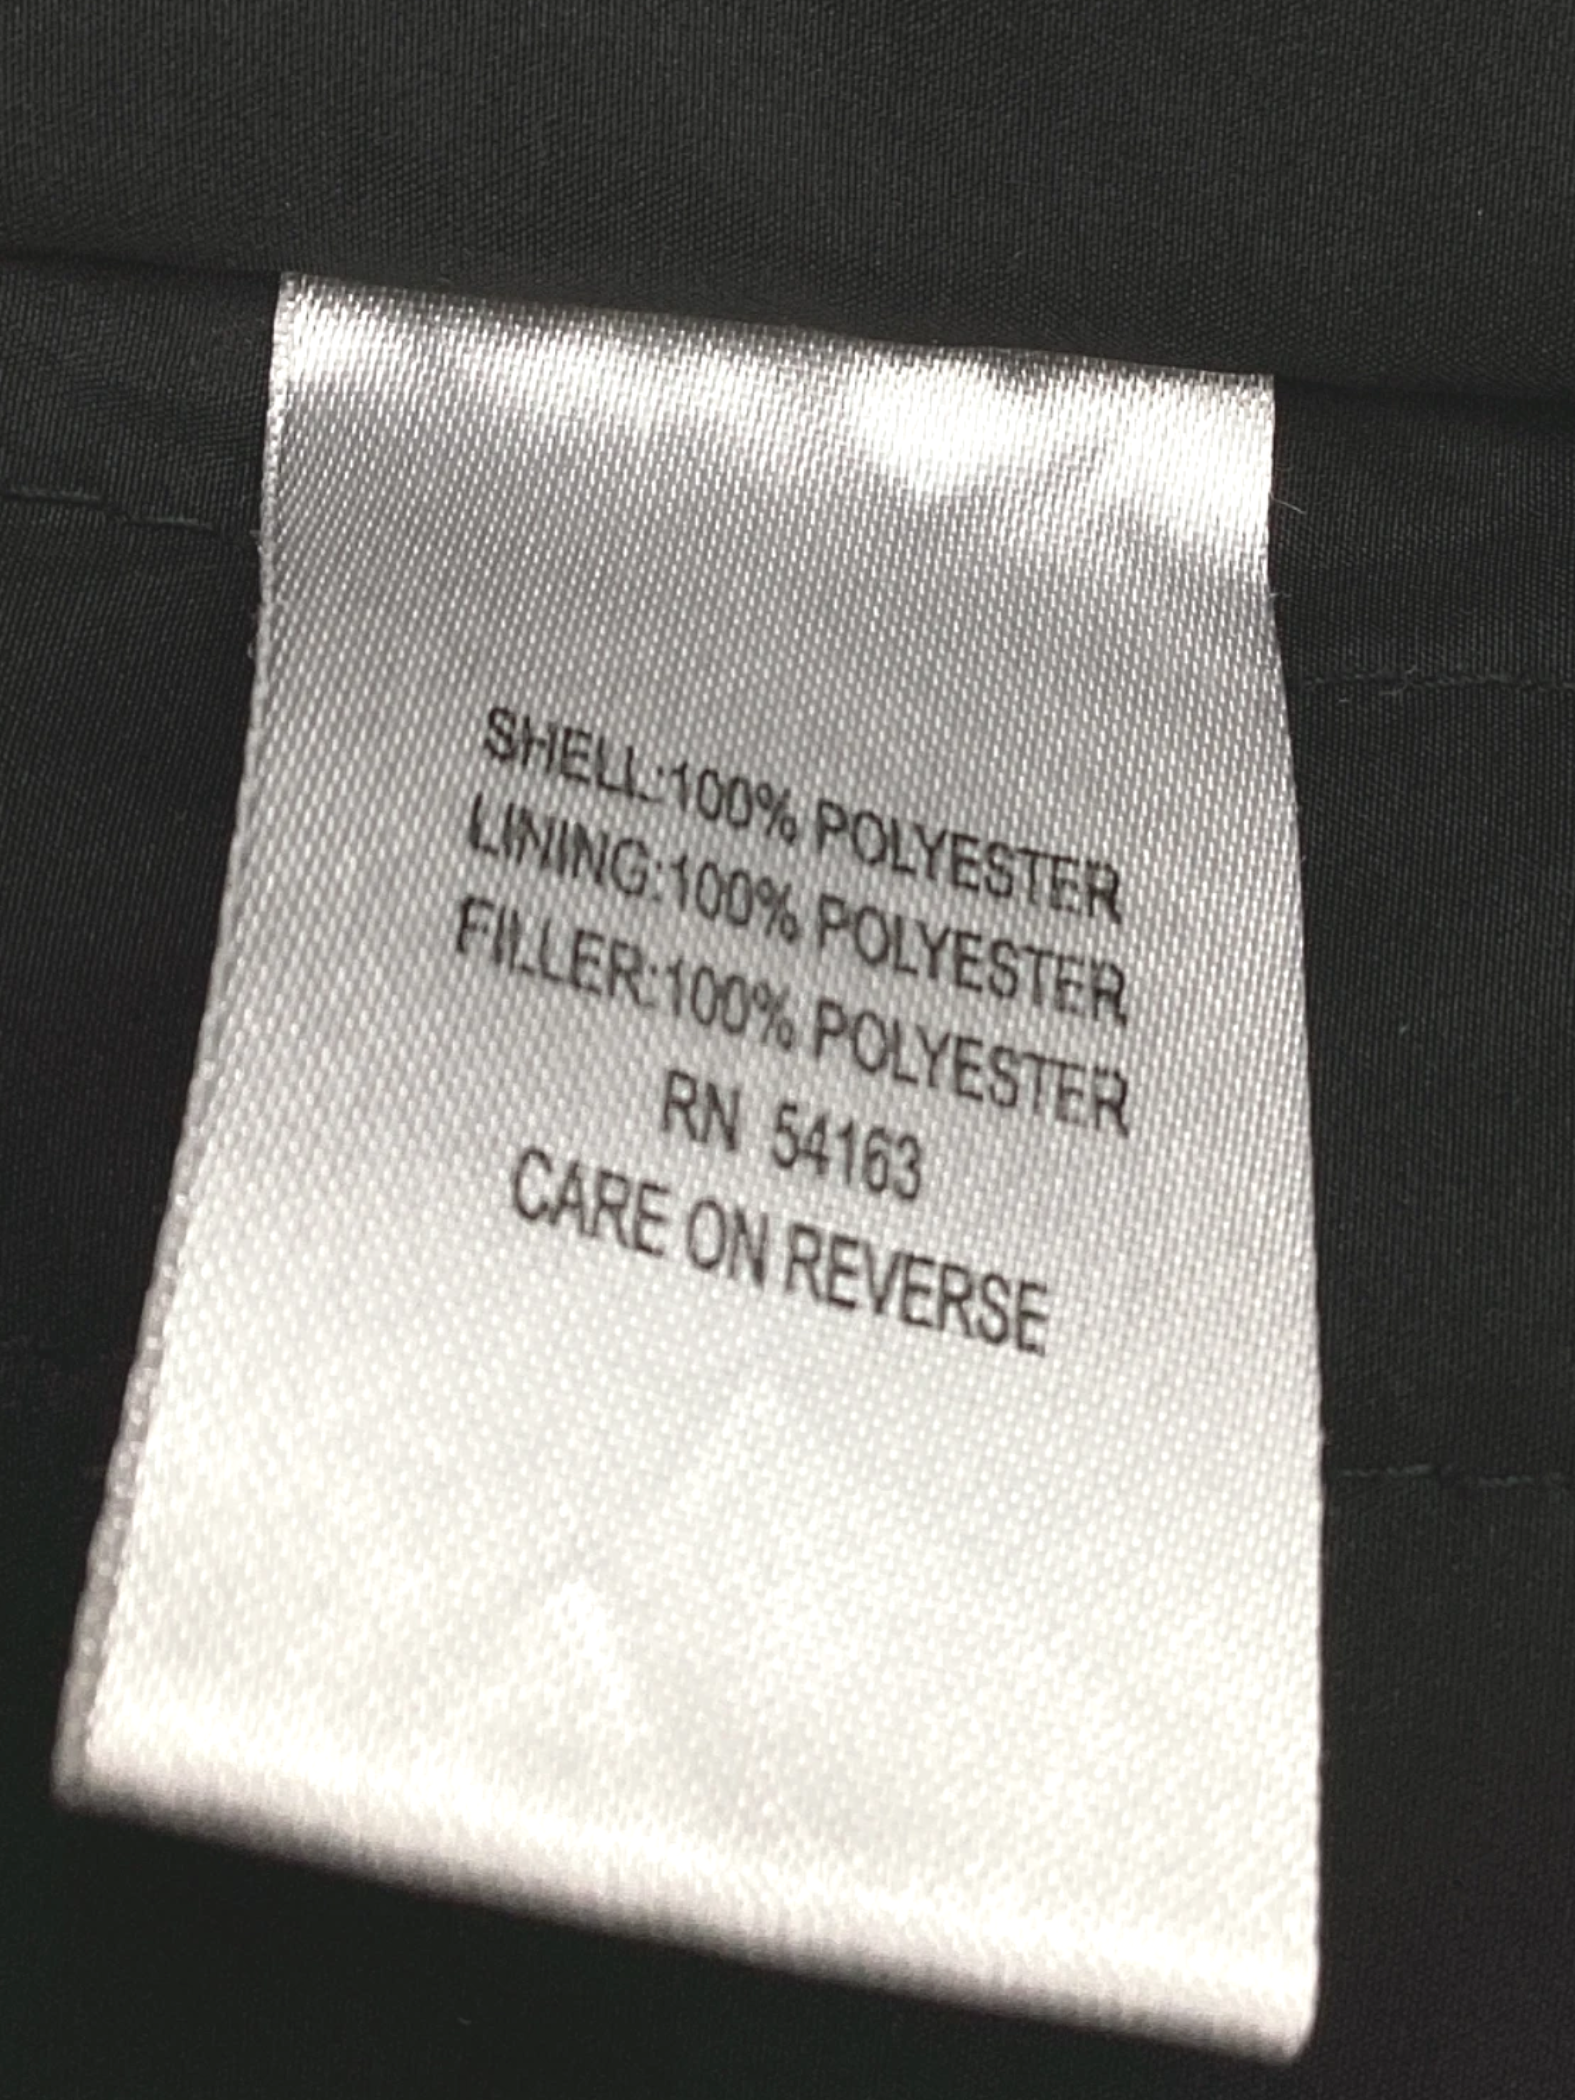 SHELL:100% POLYESTER
LINING:100% POLYESTER
FILLER:100% POLYESTER
RN 54163
CARE ON REVERSE